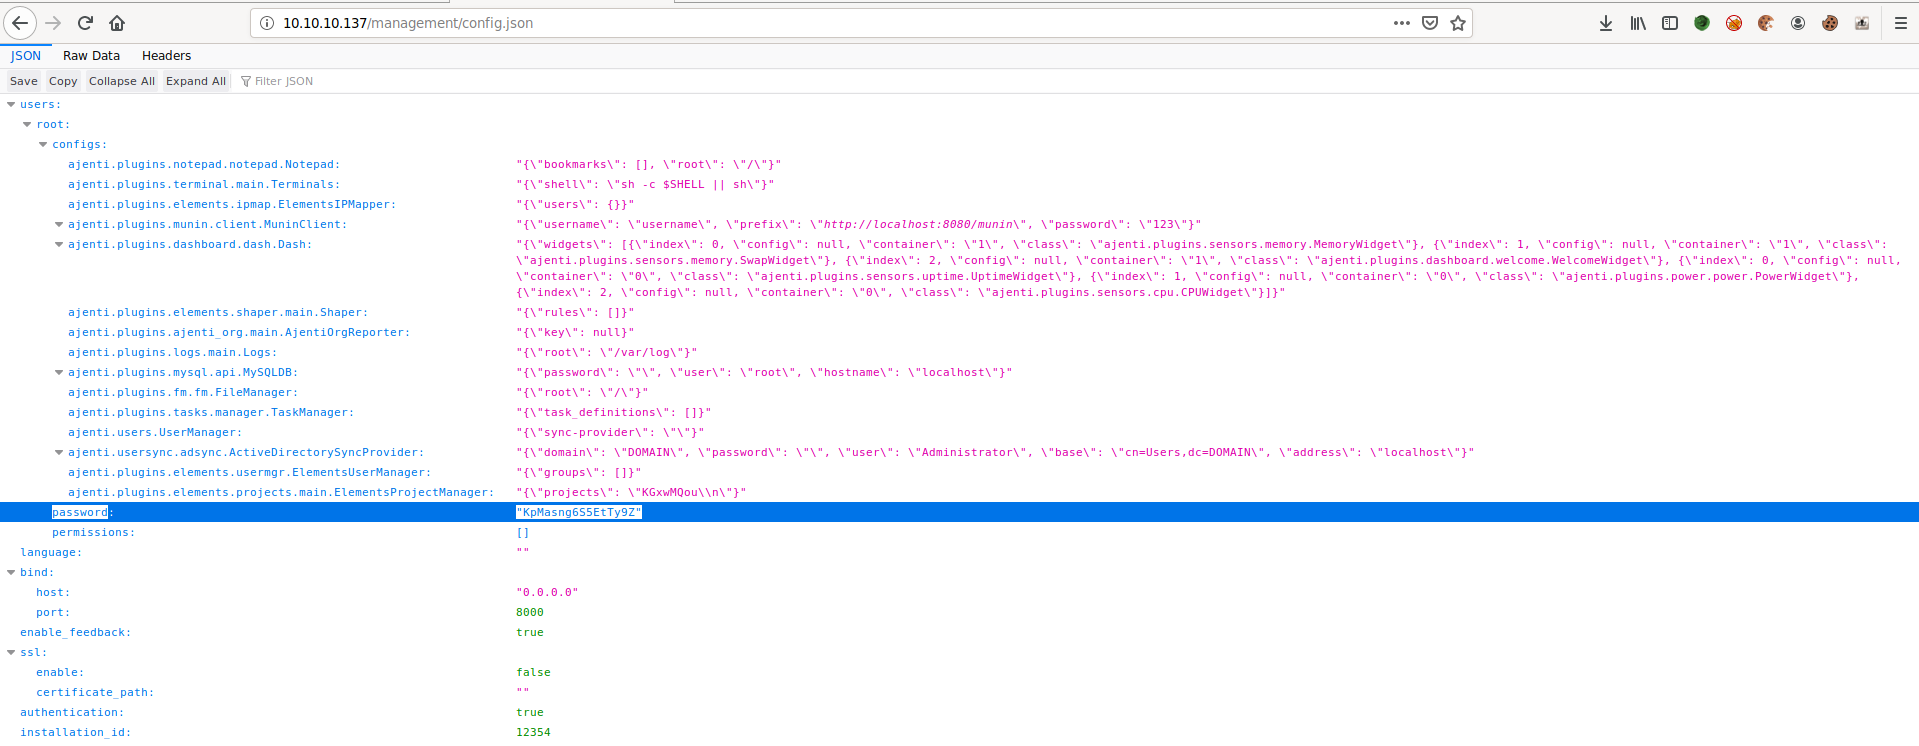 10.10.10.137/management/config.json
JSON Raw Data Headers
Save Copy Collapse All Expand All Filter JSON
users:
root:
configs:
ajenti.plugins.notepad.notepad.Notepad: "{\"bookmarks\": [], \"root\": \"/\"}"
ajenti.plugins.terminal.main.Terminals: "{\"shell\": \"sh -c $SHELL || sh\"}"
ajenti.plugins.elements.ipmap.ElementsIPMapper: "{\"users\": {}}"
ajenti.plugins.munin.client.MuninClient: "{\"username\": \"username\", \"prefix\": \"http://localhost:8080/munin\", \"password\": \"123\"}"
ajenti.plugins.dashboard.dash.Dash: "{\"widgets\": [{\"index\": 0, \"config\": null, \"container\": \"1\", \"class\": \"ajenti.plugins.sensors.memory.MemoryWidget\"}, {\"index\": 1, \"config\": null, \"container\": \"1\", \"class\":
\"ajenti.plugins.sensors.memory.SwapWidget\"}, {\"index\": 2, \"config\": null, \"container\": \"1\", \"class\": \"ajenti.plugins.dashboard.welcome.WelcomeWidget\"}, {\"index\": 0, \"config\": null,
\"container\": \"0\", \"class\": \"ajenti.plugins.sensors.uptime.UptimeWidget\"}, {\"index\": 1, \"config\": null, \"container\": \"0\", \"class\": \"ajenti.plugins.power.power.PowerWidget\"},
{\"index\": 2, \"config\": null, \"container\": \"0\", \"class\": \"ajenti.plugins.sensors.cpu.CPUWidget\"}]}"
ajenti.plugins.elements.shaper.main.Shaper: "{\"rules\": []}"
ajenti.plugins.ajenti_org.main.AjentiOrgReporter: "{\"key\": null}"
ajenti.plugins.logs.main.Logs: "{\"root\": \"/var/log\"}"
ajenti.plugins.mysql.api.MySQLDB: "{\"password\": \"\", \"user\": \"root\", \"hostname\": \"localhost\"}"
ajenti.plugins.fm.fm.FileManager: "{\"root\": \"/\"}"
ajenti.plugins.tasks.manager.TaskManager: "{\"task_definitions\": []}"
ajenti.users.UserManager: "{\"sync-provider\": \"\"}"
ajenti.usersync.adsync.ActiveDirectorySyncProvider: "{\"domain\": \"DOMAIN\", \"password\": \"\", \"user\": \"Administrator\", \"base\": \"cn=Users,dc=DOMAIN\", \"address\": \"localhost\"}"
ajenti.plugins.elements.usermgr.ElementsUserManager: "{\"groups\": []}"
ajenti.plugins.elements.projects.main.ElementsProjectManager: "{\"projects\": \"KGxwMQou\\n\"}"
password: "KpMasng6S5EtTy9Z"
permissions: []
language: ""
bind:
host: "0.0.0.0"
port: 8000
enable_feedback: true
ssl:
enable: false
certificate_path: ""
authentication: true
installation_id: 12354